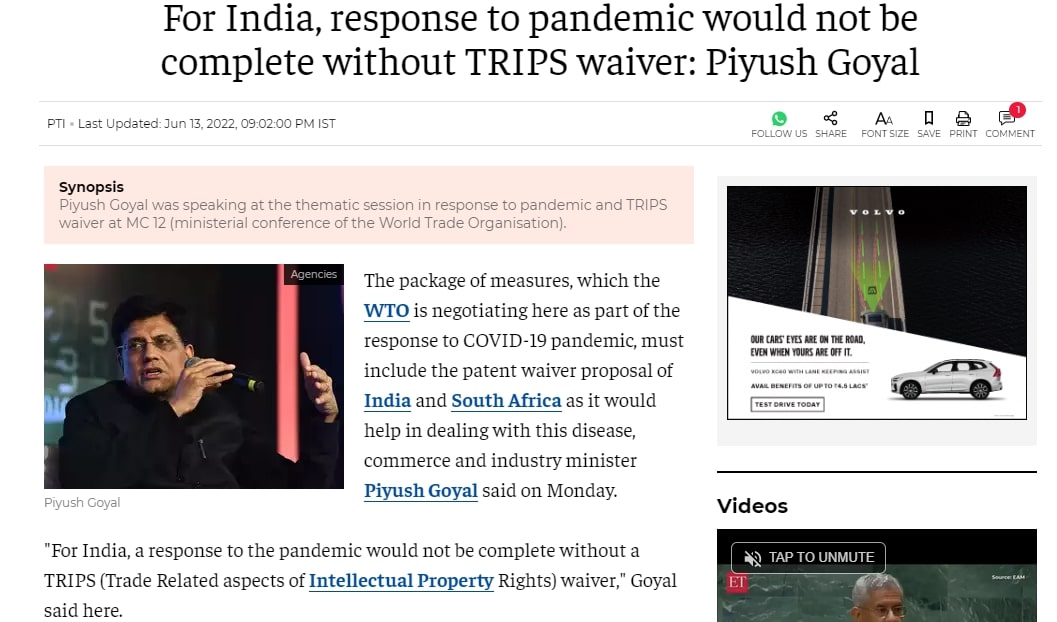 For India, response to pandemic would not be
complete without TRIPS waiver: Piyush Goyal
PTI • Last Updated: Jun 13, 2022, 09:02:00 PM IST
FOLLOW US
SHARE
FONT SIZE
SAVE
PRINT
1
COMMENT
Synopsis
Piyush Goyal was speaking at the thematic session in response to pandemic and TRIPS
waiver at MC 12 (ministerial conference of the World Trade Organisation).
Agencies
Piyush Goyal
The package of measures, which the
WTO is negotiating here as part of the
response to COVID-19 pandemic, must
include the patent waiver proposal of
India and South Africa as it would
help in dealing with this disease,
commerce and industry minister
Piyush Goyal said on Monday.
"For India, a response to the pandemic would not be complete without a
TRIPS (Trade Related aspects of Intellectual Property Rights) waiver," Goyal
said here.
VOLVO
OUR CARS' EYES ARE ON THE ROAD,
EVEN WHEN YOURS ARE OFF IT.
VOLVO XC60 WITH LANE KEEPING ASSIST
AVAIL BENEFITS OF UP TO ₹4.5 LACS*
TEST DRIVE TODAY
Videos
TAP TO UNMUTE
ET
Source: EAM